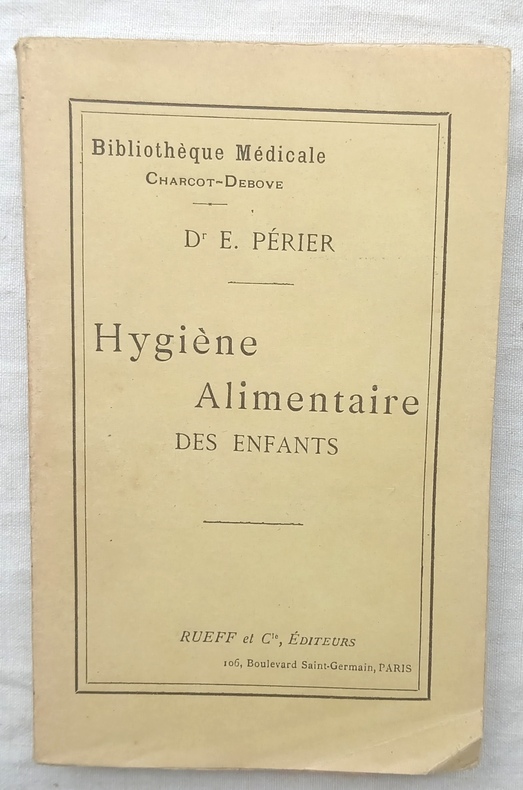 Bibliothèque Médicale
CHARCOT-DEBOVE
Dr E. PÉRIER
Hygiène
Alimentaire
DES ENFANTS
RUEFF et Cie, ÉDITEURS
106, Boulevard Saint-Germain, PARIS